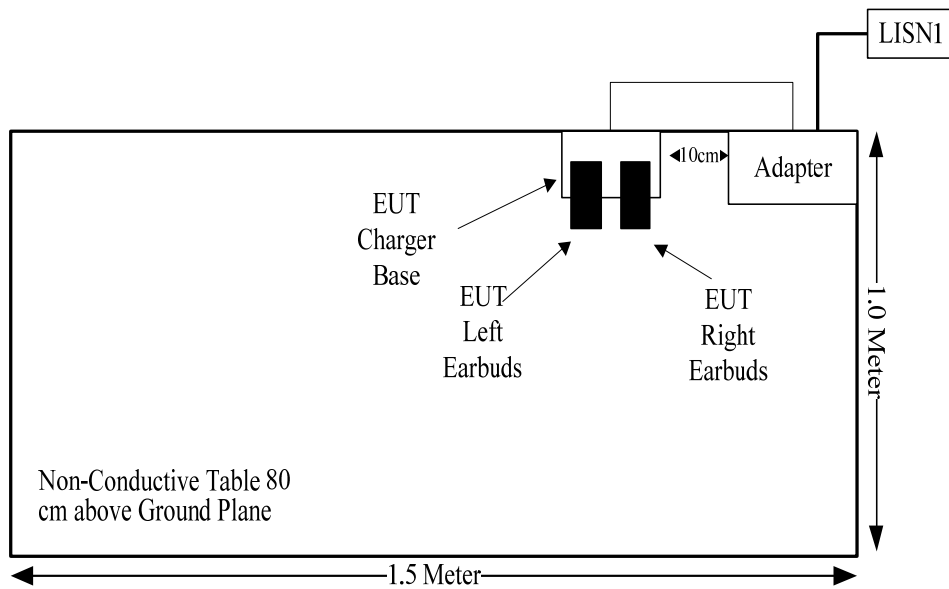 LISN1
10cm
Adapter
EUT
Charger
Base
EUT
Left
Earbuds
EUT
Right
Earbuds
1.0 Meter
Non-Conductive Table 80
cm above Ground Plane
1.5 Meter